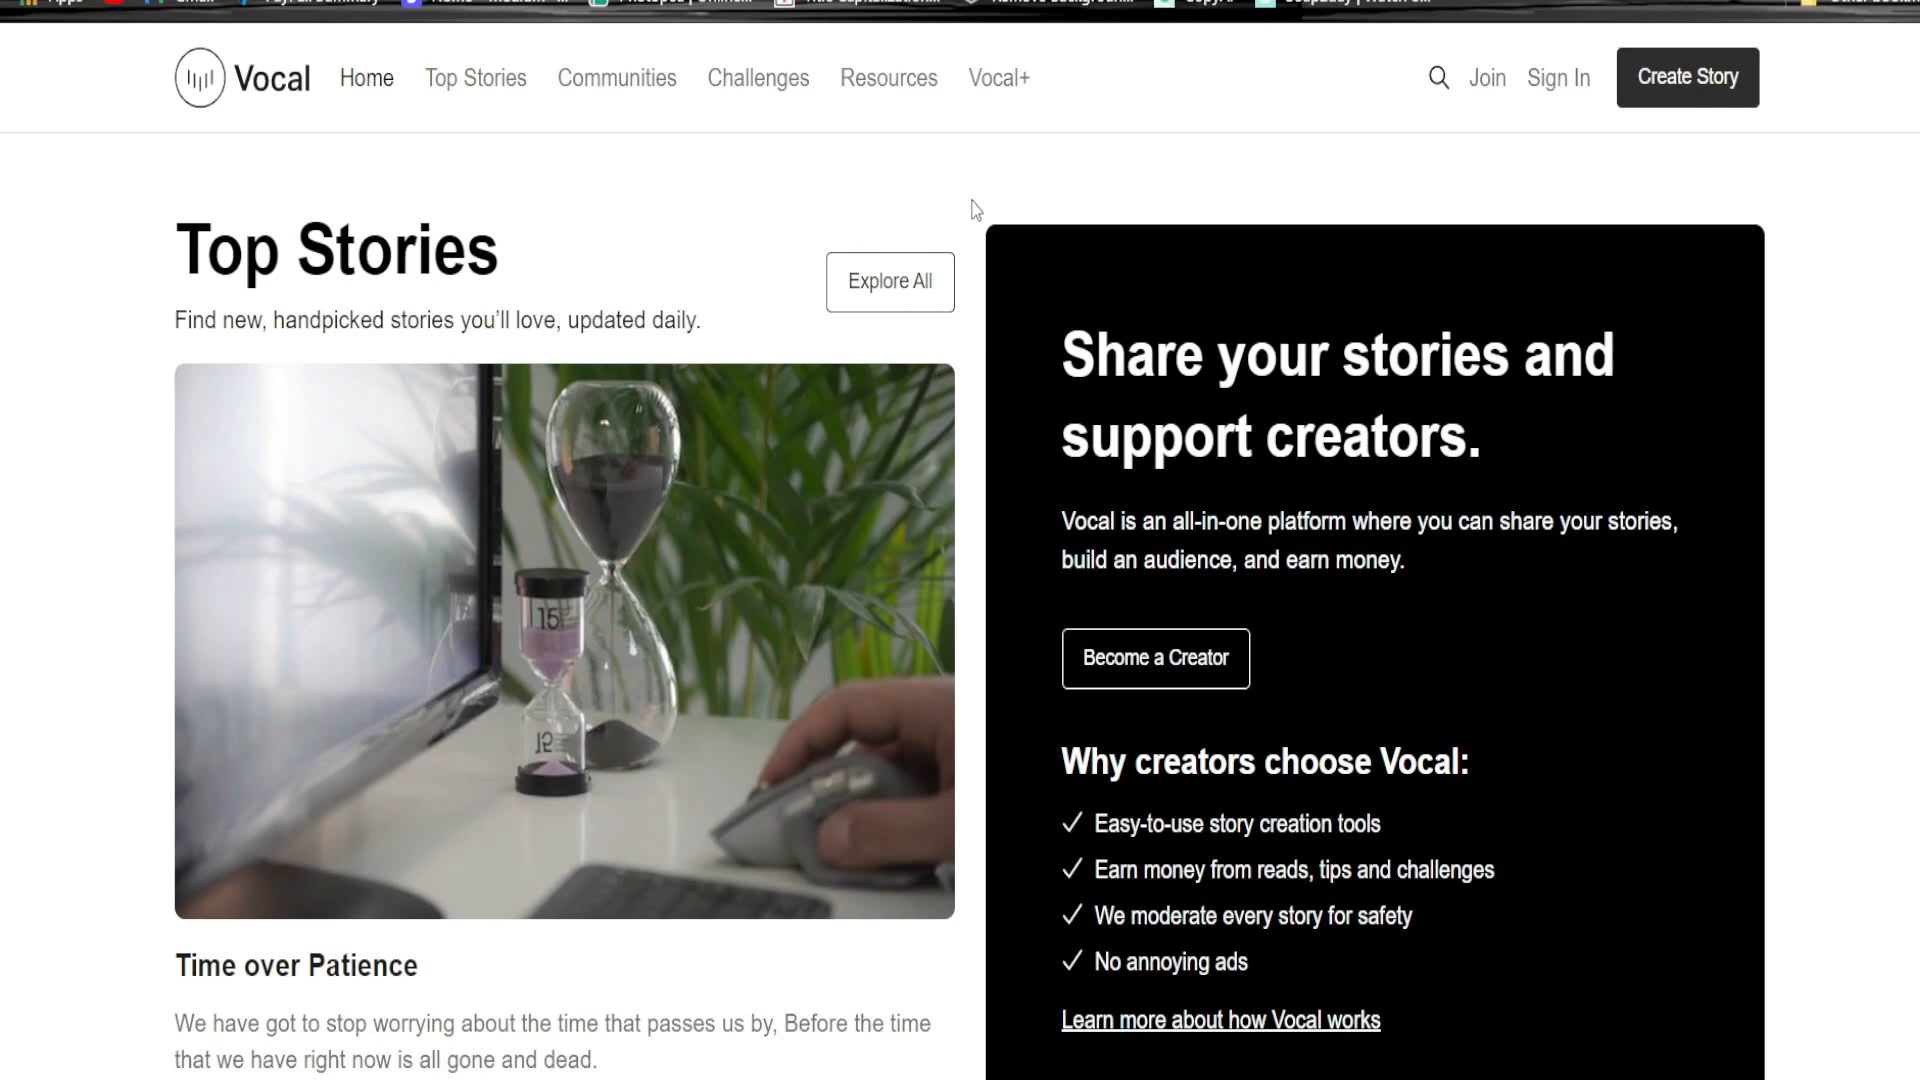 Vocal Home Top Stories Communities Challenges Resources Vocal+ Join Sign In Create Story
Top Stories
Explore All
Find new, handpicked stories you’ll love, updated daily.
15
15
Time over Patience
We have got to stop worrying about the time that passes us by, Before the time
that we have right now is all gone and dead.
Share your stories and
support creators.
Vocal is an all-in-one platform where you can share your stories,
build an audience, and earn money.
Become a Creator
Why creators choose Vocal:
Easy-to-use story creation tools
Earn money from reads, tips and challenges
We moderate every story for safety
No annoying ads
Learn more about how Vocal works